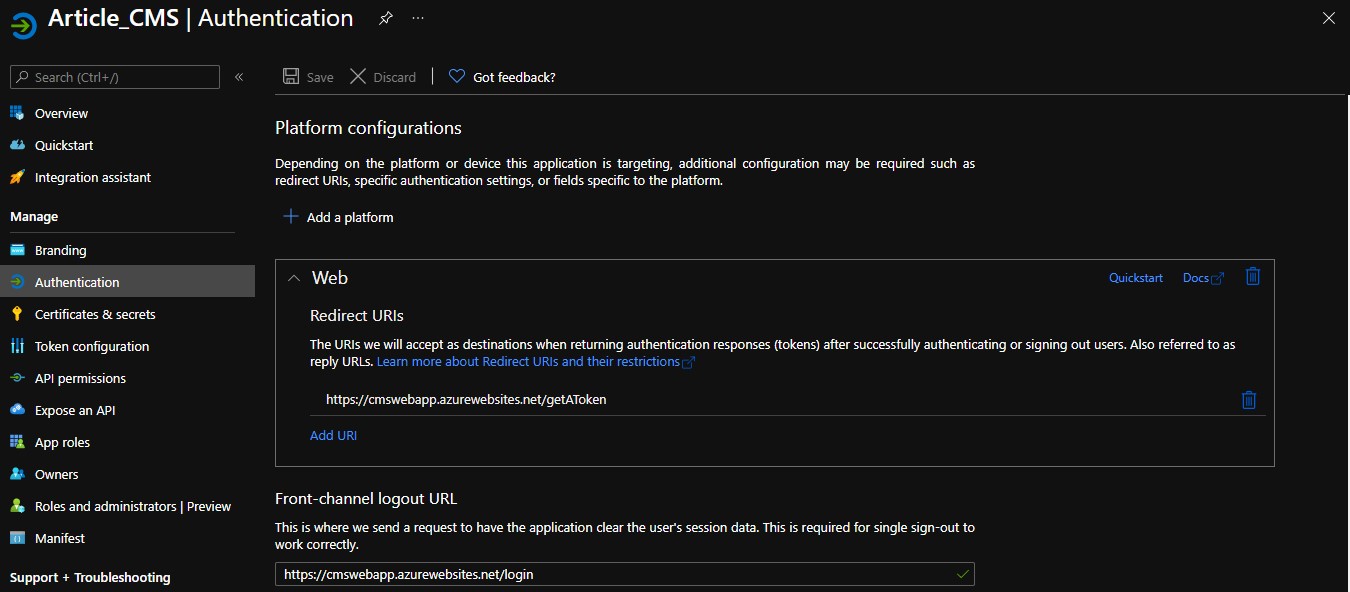 Article_CMS | Authentication
Search (Ctrl+/)
Overview
Quickstart
Integration assistant
Manage
Branding
Authentication
Certificates & secrets
Token configuration
API permissions
Expose an API
App roles
Owners
Roles and administrators | Preview
Manifest
Support + Troubleshooting
Save
Discard
Got feedback?
Platform configurations
Depending on the platform or device this application is targeting, additional configuration may be required such as
redirect URIs, specific authentication settings, or fields specific to the platform.
Add a platform
Web
Quickstart
Docs
Redirect URIs
The URIs we will accept as destinations when returning authentication responses (tokens) after successfully authenticating or signing out users. Also referred to as
reply URLs. Learn more about Redirect URIs and their restrictions
https://cmswebapp.azurewebsites.net/getAToken
Add URI
Front-channel logout URL
This is where we send a request to have the application clear the user's session data. This is required for single sign-out to
work correctly.
https://cmswebapp.azurewebsites.net/login